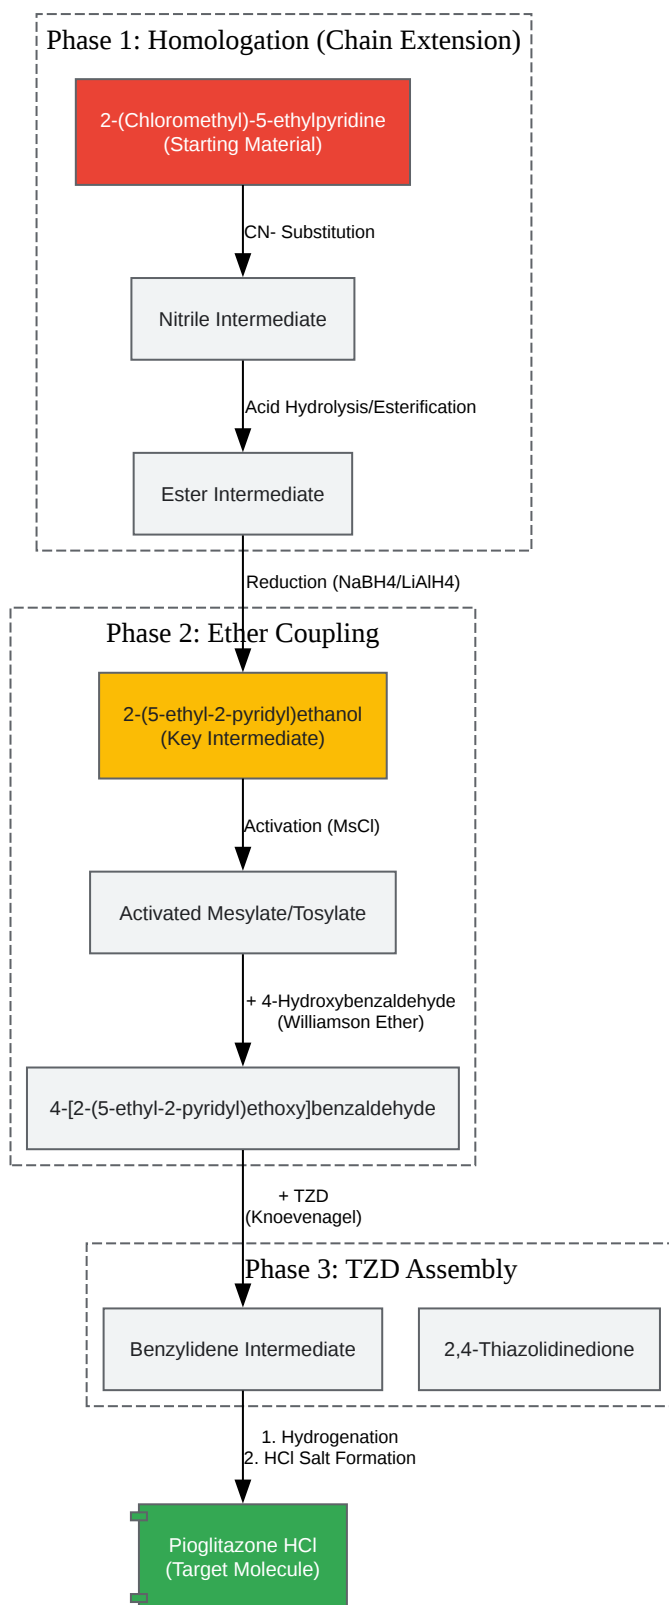 Phase 1: Homologation (Chain Extension)
2-(Chloromethyl)-5-ethylpyridine
(Starting Material)
CN- Substitution
Nitrile Intermediate
Acid Hydrolysis/Esterification
Ester Intermediate
Reduction (NaBH4/LiAlH4)
Phase 2: Ether Coupling
2-(5-ethyl-2-pyridyl)ethanol
(Key Intermediate)
Activation (MsCl)
Activated Mesylate/Tosylate
+ 4-Hydroxybenzaldehyde
(Williamson Ether)
4-[2-(5-ethyl-2-pyridyl)ethoxy]benzaldehyde
+ TZD
(Knoevenagel)
Phase 3: TZD Assembly
Benzylidene Intermediate
2,4-Thiazolidinedione
1. Hydrogenation
2. HCl Salt Formation
Pioglitazone HCl
(Target Molecule)